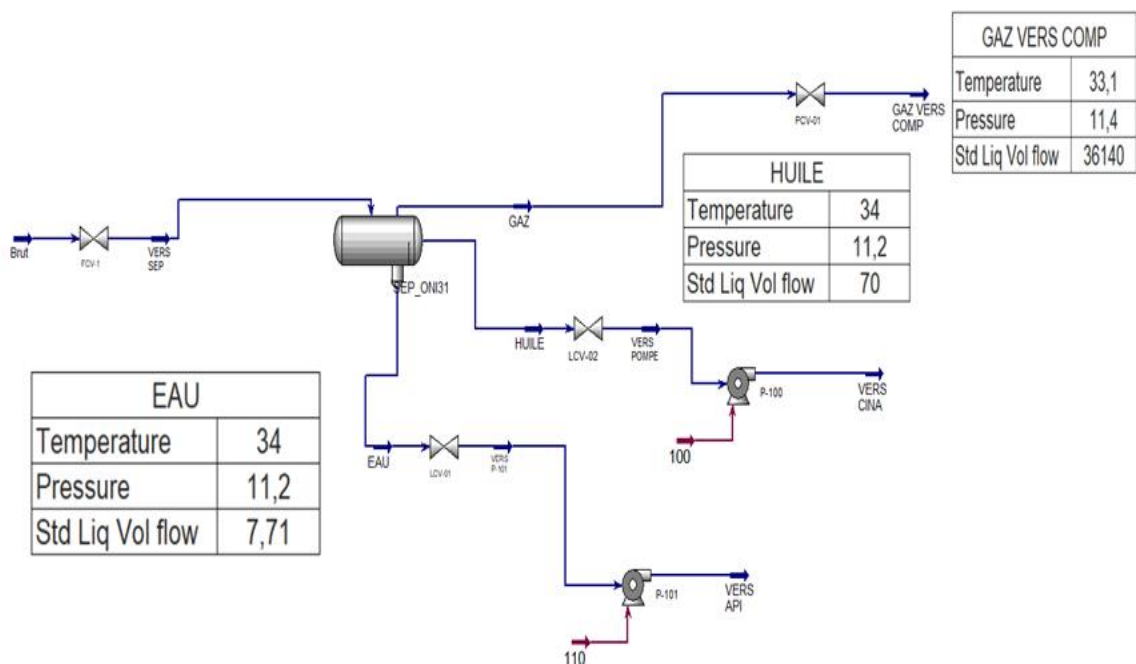 GAZ VERS COMP
Temperature 33,1
Pressure 11,4
Std Liq Vol flow 36140
PCV-01
GAZ VERS
COMP
HUILE
Temperature 34
Pressure 11,2
Std Liq Vol flow 70
GAZ
Brut
FCV-1
VERS
SEP
SEP_ONI31
HUILE
LCV-02
VERS
POMPE
P-100
VERS
CINA
100
EAU
Temperature 34
Pressure 11,2
Std Liq Vol flow 7,71
EAU
LCV-01
VERS
P-101
P-101
VERS
API
110